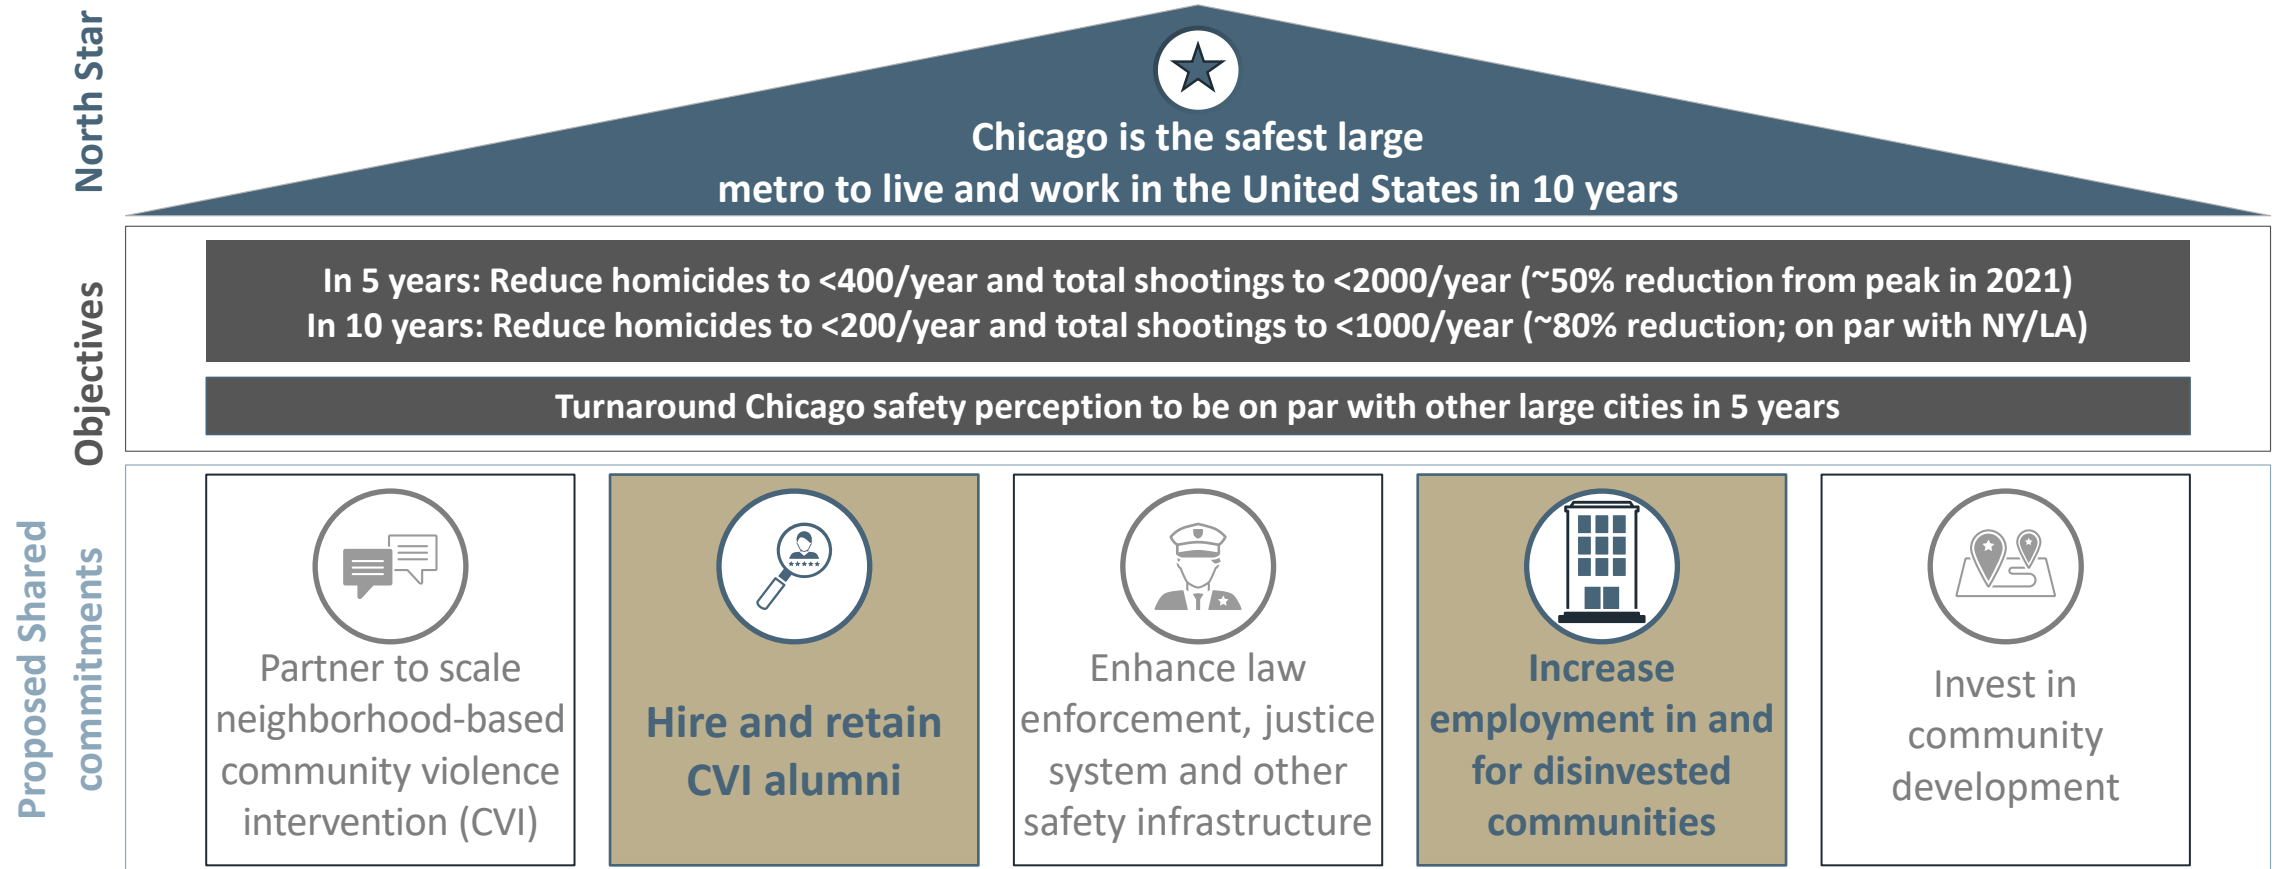 North Star
Chicago is the safest large
metro to live and work in the United States in 10 years
Objectives
In 5 years: Reduce homicides to <400/year and total shootings to <2000/year (~50% reduction from peak in 2021)
In 10 years: Reduce homicides to <200/year and total shootings to <1000/year (~80% reduction; on par with NY/LA)
Turnaround Chicago safety perception to be on par with other large cities in 5 years
Proposed Shared
commitments
Partner to scale
neighborhood-based
community violence
intervention (CVI)
Hire and retain
CVI alumni
Enhance law
enforcement, justice
system and other
safety infrastructure
Increase
employment in and
for disinvested
communities
Invest in
community
development